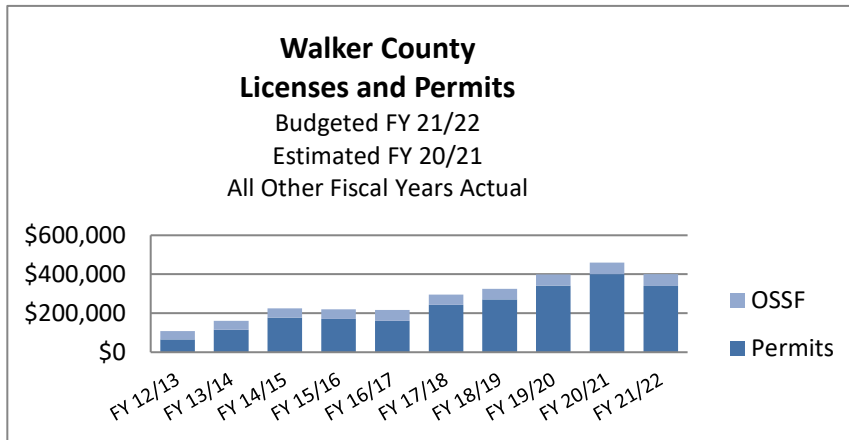 Walker County
Licenses and Permits
Budgeted FY 21/22
Estimated FY 20/21
All Other Fiscal Years Actual
$600,000
$400,000
$200,000
$0
FY 12/13
FY 13/14
FY 14/15
FY 15/16
FY 16/17
FY 17/18
FY 18/19
FY 19/20
FY 20/21
FY 21/22
OSSF
Permits